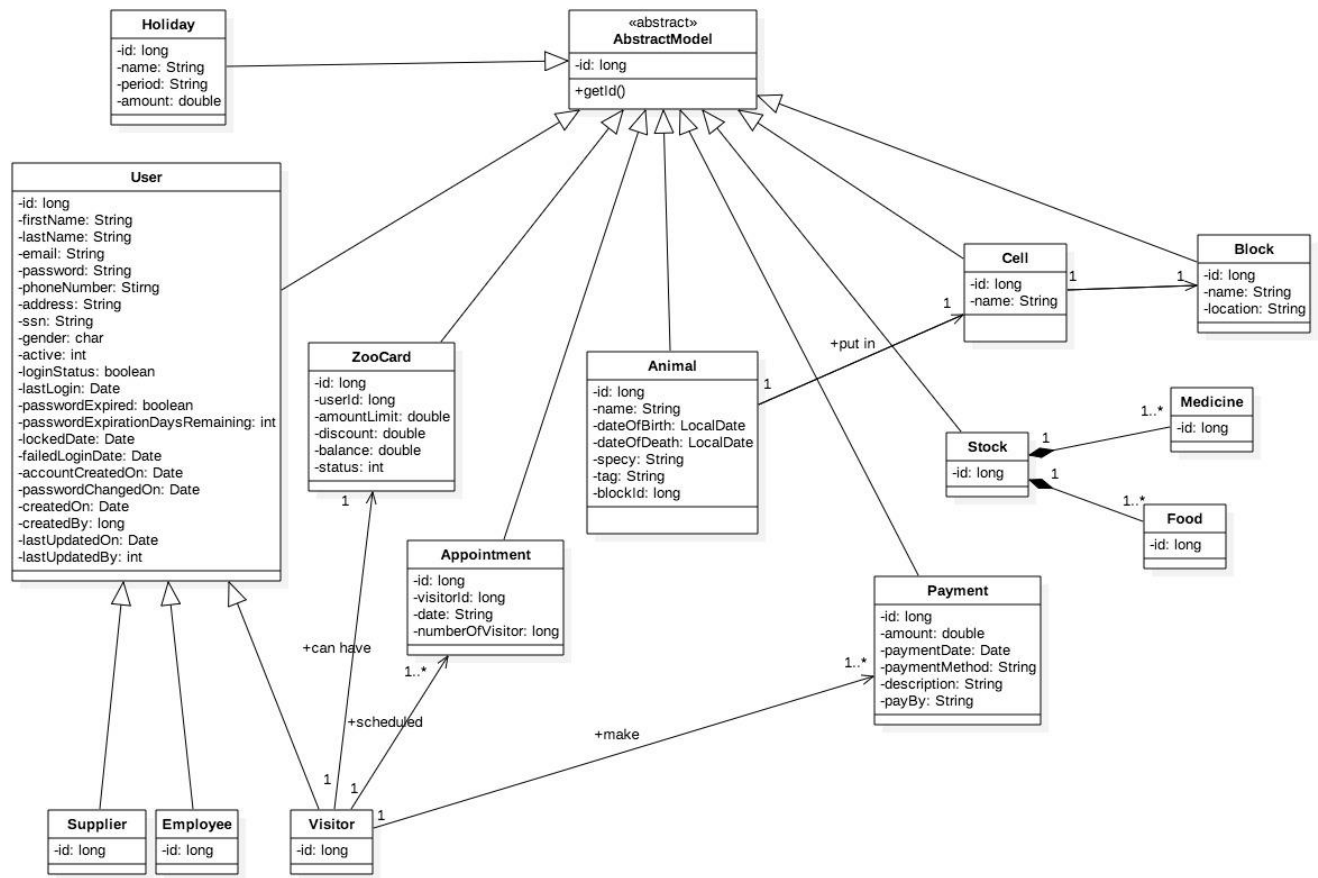 Holiday
-id: long
-name: String
-period: String
-amount: double
«abstract»
AbstractModel
-id: long
+getId()
User
-id: long
-firstName: String
-lastName: String
-email: String
-password: String
-phoneNumber: Stirng
-address: String
-ssn: String
-gender: char
-active: int
-loginStatus: boolean
-lastLogin: Date
-passwordExpired: boolean
-passwordExpirationDaysRemaining: int
-lockedDate: Date
-failedLoginDate: Date
-accountCreatedOn: Date
-passwordChangedOn: Date
-createdOn: Date
-createdBy: long
-lastUpdatedOn: Date
-lastUpdatedBy: int
ZooCard
-id: long
-userId: long
-amountLimit: double
-discount: double
-balance: double
-status: int
1
Appointment
-id: long
-visitorId: long
-date: String
-numberOfVisitor: long
1..*
Animal
-id: long
-name: String
-dateOfBirth: LocalDate
-dateOfDeath: LocalDate
-specy: String
-tag: String
-blockId: long
1
+put in
1
Cell
-id: long
-name: String
1
1
Block
-id: long
-name: String
-location: String
Stock
-id: long
1
1..*
Medicine
-id: long
1
1..*
Food
-id: long
Payment
-id: long
-amount: double
-paymentDate: Date
-paymentMethod: String
-description: String
-payBy: String
1..*
+can have
+scheduled
+make
1
1
1
Supplier
-id: long
Employee
-id: long
Visitor
-id: long